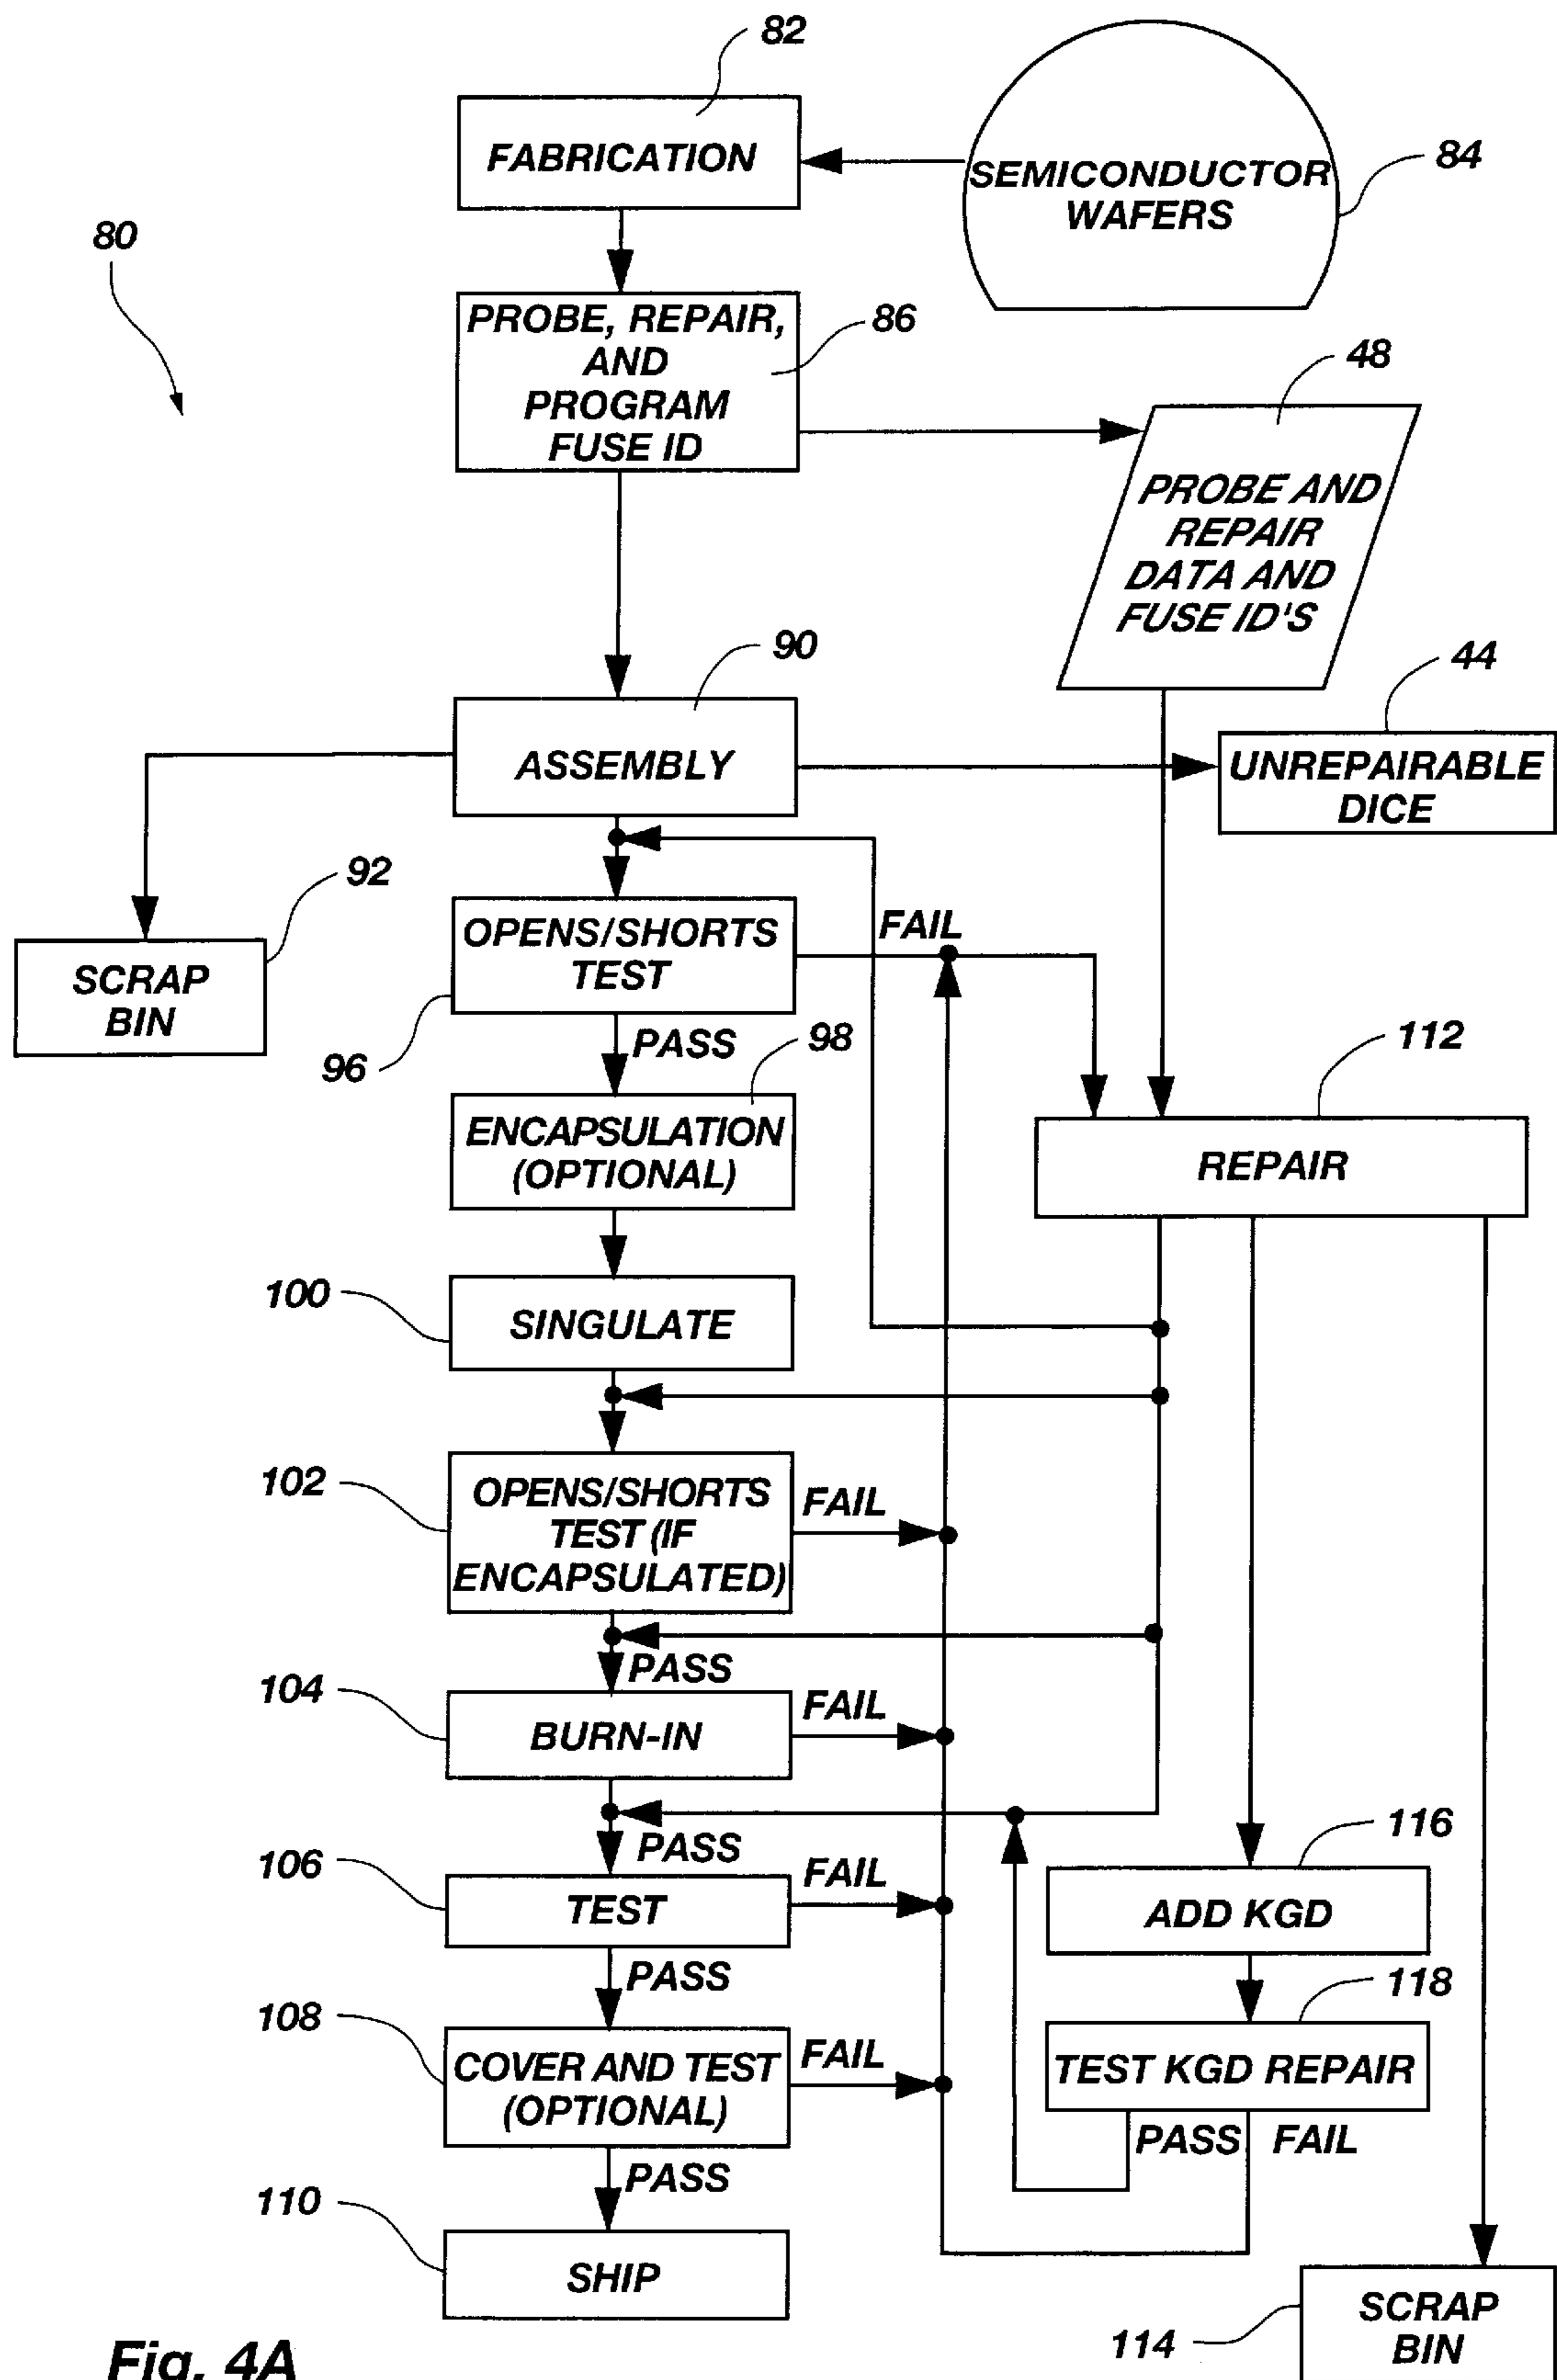 82
FABRICATION
SEMICONDUCTOR
WAFERS
84
80
PROBE, REPAIR,
AND
PROGRAM
FUSE ID
86
48
PROBE AND
REPAIR
DATA AND
FUSE ID'S
90
ASSEMBLY
44
UNREPAIRABLE
DICE
92
SCRAP
BIN
OPENS/SHORTS
TEST
FAIL
96
PASS
98
112
ENCAPSULATION
(OPTIONAL)
REPAIR
100
SINGULATE
102
OPENS/SHORTS
TEST (IF
ENCAPSULATED)
FAIL
PASS
104
BURN-IN
FAIL
PASS
106
TEST
FAIL
116
ADD KGD
PASS
118
108
COVER AND TEST
(OPTIONAL)
FAIL
TEST KGD REPAIR
PASS
FAIL
PASS
110
SHIP
SCRAP
BIN
114
Fig. 4A